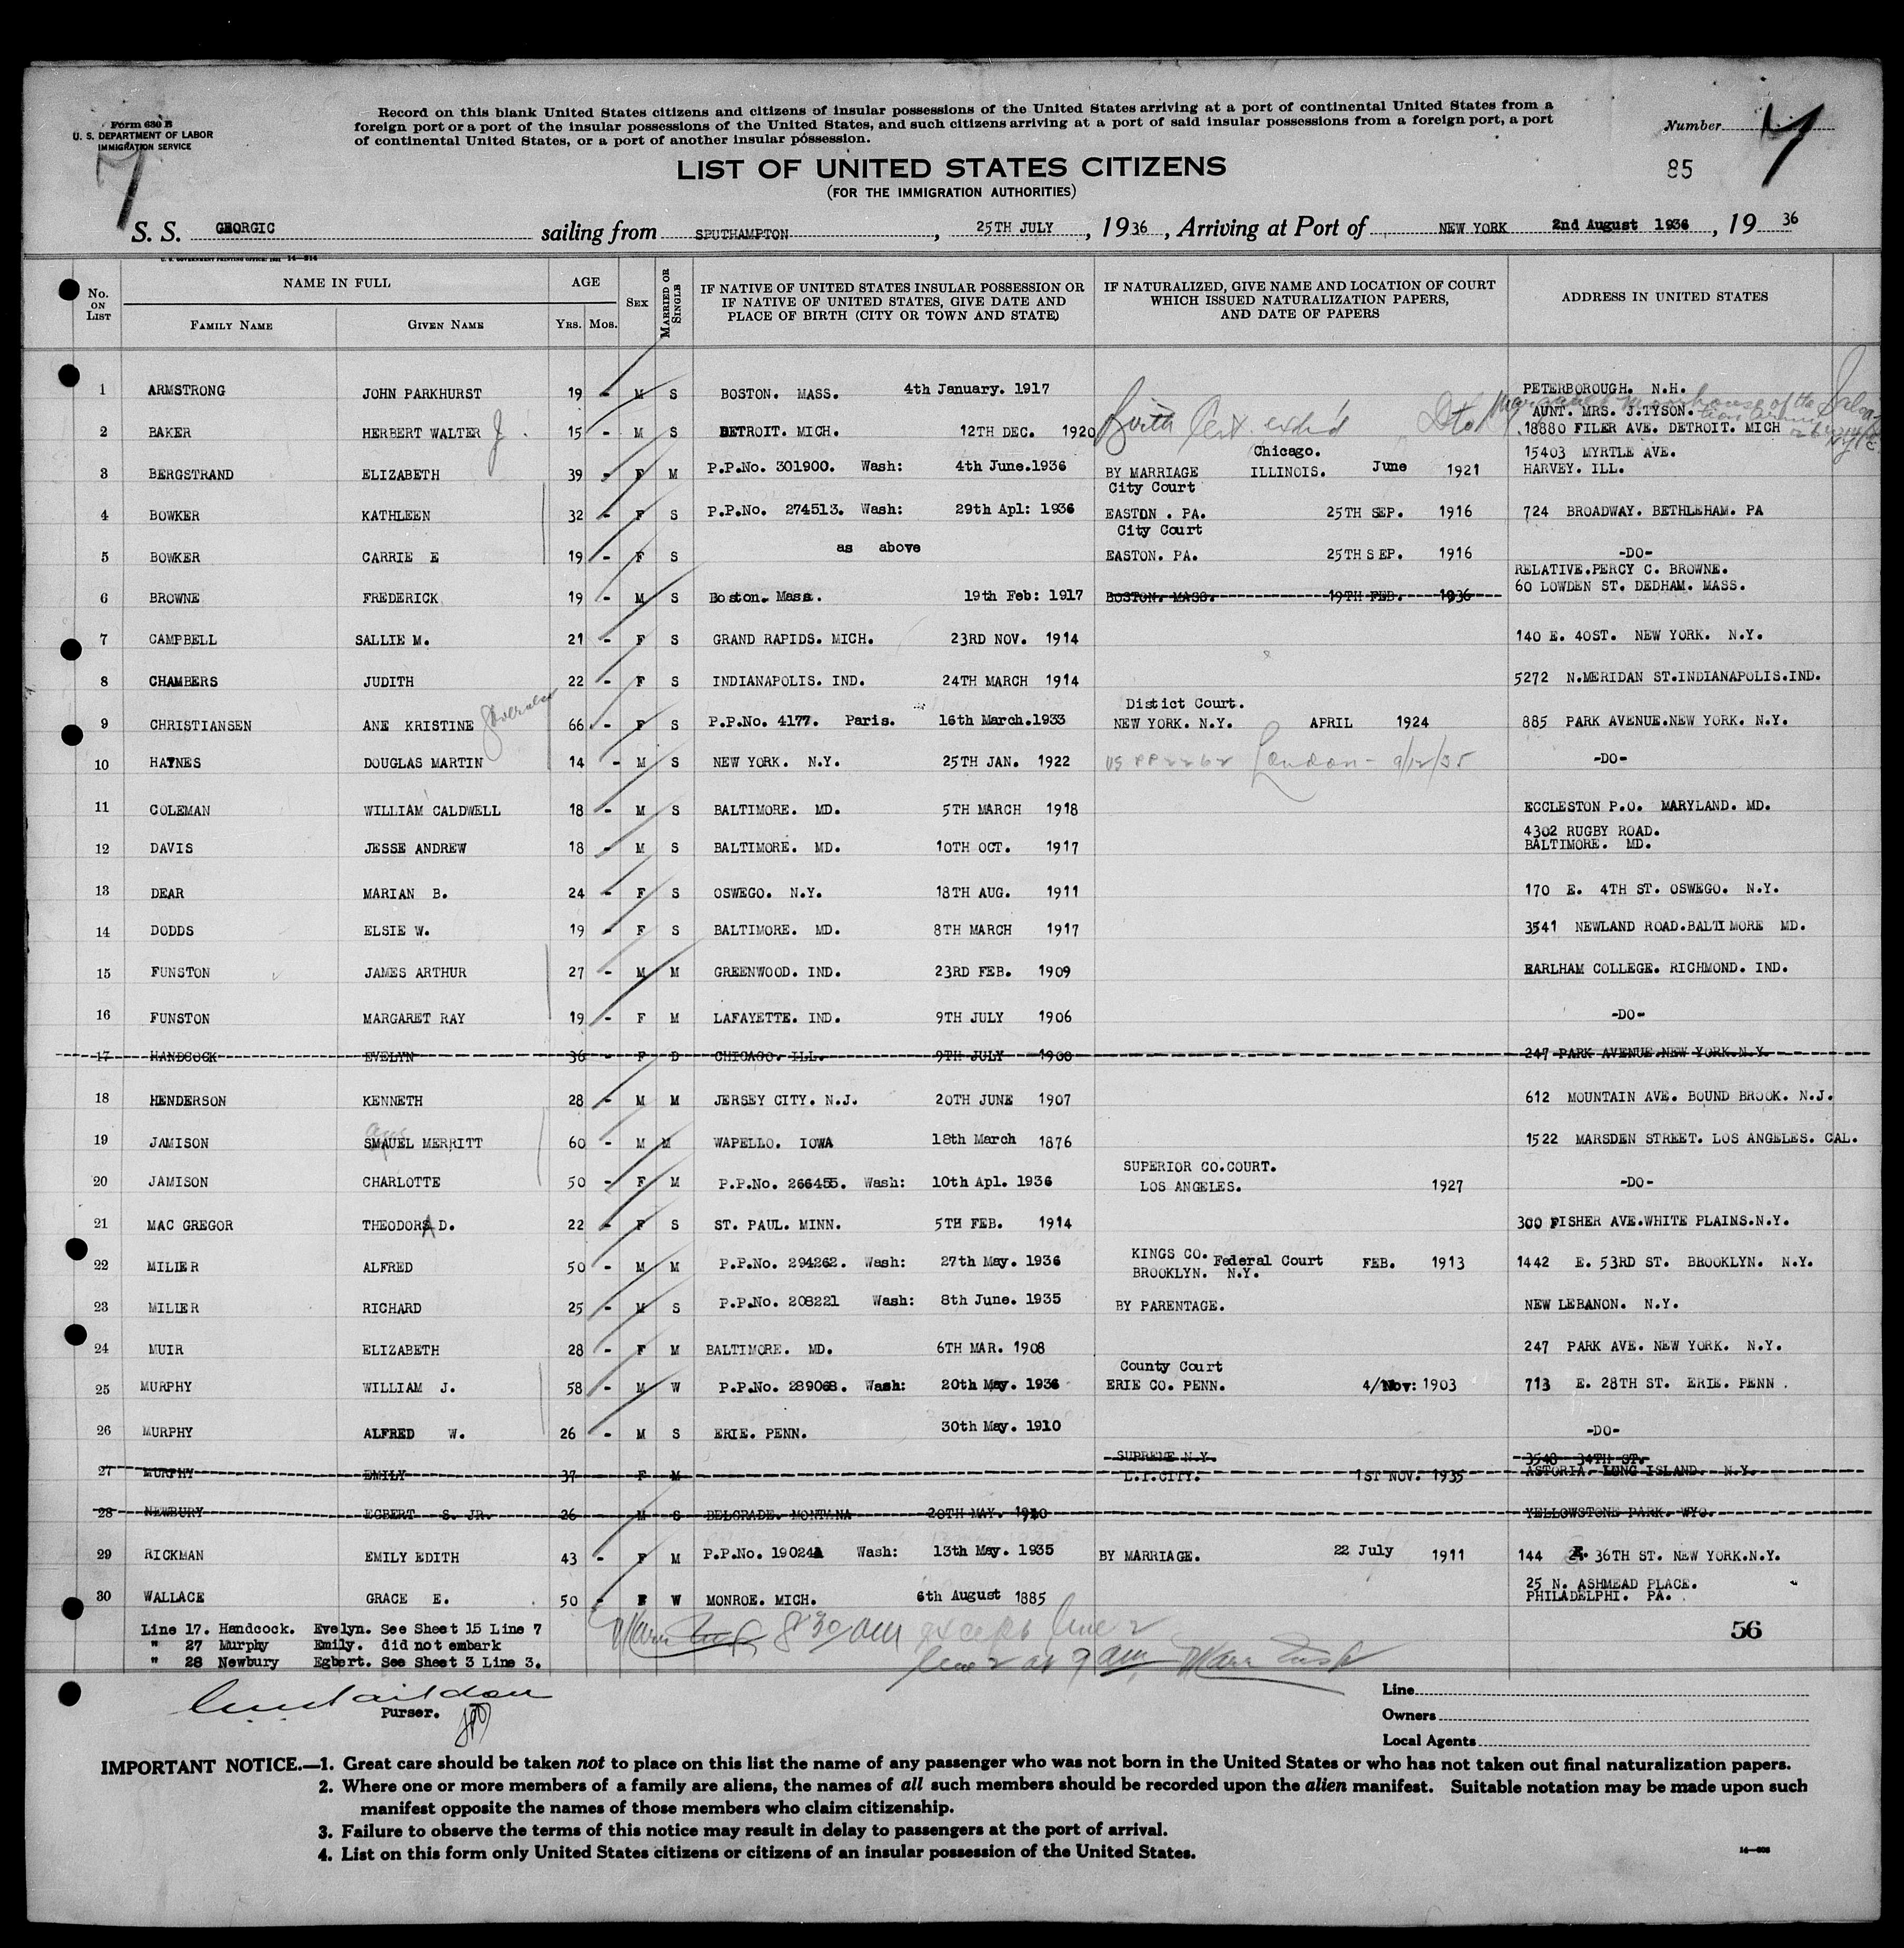 Form 630 B
U. S. DEPARTMENT OF LABOR
IMMIGRATION SERVICE
7
Record on this blank United States citizens and citizens of insular possessions of the United States arriving at a port of continental United States from a
foreign port or a port of the insular possessions of the United States, and such citizens arriving at a port of said insular possessions from a foreign port, a port
of continental United States, or a port of another insular possession.
Number 7
85
LIST OF UNITED STATES CITIZENS
(FOR THE IMMIGRATION AUTHORITIES)
S. S. GEORGIC sailing from SPUTHAMPTON, 25TH JULY, 1936, Arriving at Port of NEW YORK 2nd August 1936, 19 36
U. S. GOVERNMENT PRINTING OFFICE: 1931 14—214
No. ON LIST
NAME IN FULL
FAMILY NAME GIVEN NAME
AGE
YRS. MOS.
SEX
MARRIED OR SINGLE
IF NATIVE OF UNITED STATES INSULAR POSSESSION OR
IF NATIVE OF UNITED STATES, GIVE DATE AND
PLACE OF BIRTH (CITY OR TOWN AND STATE)
IF NATURALIZED, GIVE NAME AND LOCATION OF COURT
WHICH ISSUED NATURALIZATION PAPERS,
AND DATE OF PAPERS
ADDRESS IN UNITED STATES
1 ARMSTRONG JOHN PARKHURST 19 - M S BOSTON. MASS. 4th January. 1917 PETERBOROUGH. N.H.
AUNT. MRS. J.TYSON.
2 BAKER HERBERT WALTER J 15 - M S DETROIT. MICH. 12TH DEC. 1920 Birth Cert. exhd 18880 FILER AVE. DETROIT. MICH
Chicago. 15403 MYRTLE AVE.
3 BERGSTRAND ELIZABETH 39 - F M P.P.No. 301900. Wash: 4th June.1936 BY MARRIAGE ILLINOIS. June 1921 HARVEY. ILL.
City Court
4 BOWKER KATHLEEN 32 - F S P.P.No. 274513. Wash: 29th Apl: 1936 EASTON . PA. 25TH SEP. 1916 724 BROADWAY. BETHLEHAM. PA
City Court
5 BOWKER CARRIE E 19 - F S as above EASTON. PA. 25TH SEP. 1916 -DO-
RELATIVE.PERCY C. BROWNE.
6 BROWNE FREDERICK 19 - M S Boston. Mass. 19th Feb: 1917 BOSTON. MASS. 19TH FEB. 1936 60 LOWDEN ST. DEDHAM. MASS.
7 CAMPBELL SALLIE M. 21 - F S GRAND RAPIDS. MICH. 23RD NOV. 1914 140 E. 40ST. NEW YORK. N.Y.
8 CHAMBERS JUDITH 22 - F S INDIANAPOLIS. IND. 24TH MARCH 1914 5272 N.MERIDAN ST.INDIANAPOLIS.IND.
District Court.
9 CHRISTIANSEN ANE KRISTINE 66 - F S P.P.No. 4177. Paris. 16th March.1933 NEW YORK. N.Y. APRIL 1924 885 PARK AVENUE.NEW YORK. N.Y.
10 HAYNES DOUGLAS MARTIN 14 - M S NEW YORK. N.Y. 25TH JAN. 1922 US PP 2262 London - 9/12/35 -DO-
11 COLEMAN WILLIAM CALDWELL 18 - M S BALTIMORE. MD. 5TH MARCH 1918 ECCLESTON P.O. MARYLAND. MD.
4302 RUGBY ROAD.
12 DAVIS JESSE ANDREW 18 - M S BALTIMORE. MD. 10TH OCT. 1917 BALTIMORE. MD.
13 DEAR MARIAN B. 24 - F S OSWEGO. N.Y. 18TH AUG. 1911 170 E. 4TH ST. OSWEGO. N.Y.
14 DODDS ELSIE W. 19 - F S BALTIMORE. MD. 8TH MARCH 1917 3541 NEWLAND ROAD.BALTIMORE MD.
15 FUNSTON JAMES ARTHUR 27 - M M GREENWOOD. IND. 23RD FEB. 1909 EARLHAM COLLEGE. RICHMOND. IND.
16 FUNSTON MARGARET RAY 19 - F M LAFAYETTE. IND. 9TH JULY 1906 -DO-
17 HANDCOCK EVELYN 36 - F D CHICAGO. ILL. 9TH JULY 1900 247 PARK AVENUE.NEW YORK.N.Y.
18 HENDERSON KENNETH 28 - M M JERSEY CITY. N.J. 20TH JUNE 1907 612 MOUNTAIN AVE. BOUND BROOK. N.J.
19 JAMISON SMAUEL MERRITT 60 - M M WAPELLO. IOWA 18th March 1876 1522 MARSDEN STREET. LOS ANGELES. CAL.
SUPERIOR CO.COURT.
20 JAMISON CHARLOTTE 50 - F M P.P.No. 266455. Wash: 10th Apl. 1936 LOS ANGELES. 1927 -DO-
21 MAC GREGOR THEODORA D. 22 - F S ST. PAUL. MINN. 5TH FEB. 1914 300 FISHER AVE.WHITE PLAINS.N.Y.
KINGS CO. Federal Court
22 MILLER ALFRED 50 - M M P.P.No. 294262. Wash: 27th May. 1936 BROOKLYN. N.Y. FEB. 1913 1442 E. 53RD ST. BROOKLYN. N.Y.
23 MILLER RICHARD 25 - M S P.P.No. 208221 Wash: 8th June. 1935 BY PARENTAGE. NEW LEBANON. N.Y.
24 MUIR ELIZABETH 28 - F M BALTIMORE. MD. 6TH MAR. 1908 247 PARK AVE. NEW YORK. N.Y.
County Court
25 MURPHY WILLIAM J. 58 - M W P.P.No. 289068. Wash: 20th May. 1936 ERIE CO. PENN. 4/Nov: 1903 713 E. 28TH ST. ERIE. PENN .
26 MURPHY ALFRED W. 26 - M S ERIE. PENN. 30th May. 1910 -DO-
SUPREME N.Y. 3548 34TH ST.
27 MURPHY EMILY 37 F M L.I.CITY. 1ST NOV. 1935 ASTORIA. LONG ISLAND. N.Y.
28 NEWBURY EGBERT S. JR. 26 - M S BELGRADE. MONTANA 20TH MAY. 1910 YELLOWSTONE PARK. WYO.
29 RICKMAN EMILY EDITH 43 - F M P.P.No. 190241 Wash: 13th May. 1935 BY MARRIAGE. 22 July 1911 144 E. 36TH ST. NEW YORK.N.Y.
25 N. ASHMEAD PLACE.
30 WALLACE GRACE E. 50 - F W MONROE. MICH. 6th August 1885 PHILADELPHI. PA.
Line 17. Handcock. Evelyn. See Sheet 15 Line 7
" 27 Murphy Emily. did not embark
" 28 Newbury Egbert. See Sheet 3 Line 3.
8 30 am except line 2
line 2 at 9 am
56
Purser.
Line
Owners
Local Agents
IMPORTANT NOTICE.—1. Great care should be taken not to place on this list the name of any passenger who was not born in the United States or who has not taken out final naturalization papers.
2. Where one or more members of a family are aliens, the names of all such members should be recorded upon the alien manifest. Suitable notation may be made upon such
manifest opposite the names of those members who claim citizenship.
3. Failure to observe the terms of this notice may result in delay to passengers at the port of arrival.
4. List on this form only United States citizens or citizens of an insular possession of the United States.